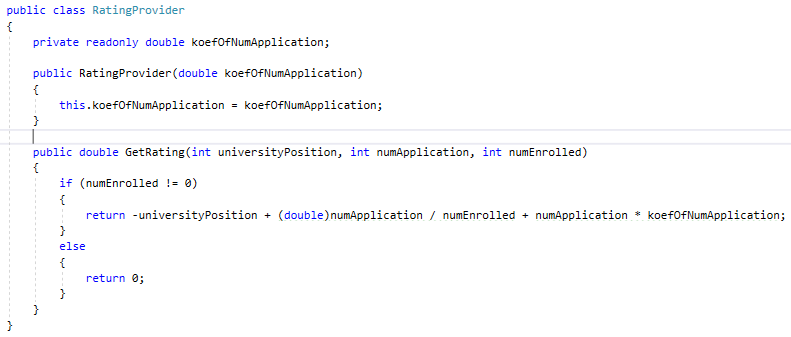 public class RatingProvider
{
    private readonly double koefOfNumApplication;
    public RatingProvider(double koefOfNumApplication)
    {
        this.koefOfNumApplication = koefOfNumApplication;
    }
    public double GetRating(int universityPosition, int numApplication, int numEnrolled)
    {
        if (numEnrolled != 0)
        {
            return -universityPosition + (double)numApplication / numEnrolled + numApplication * koefOfNumApplication;
        }
        else
        {
            return 0;
        }
    }
}